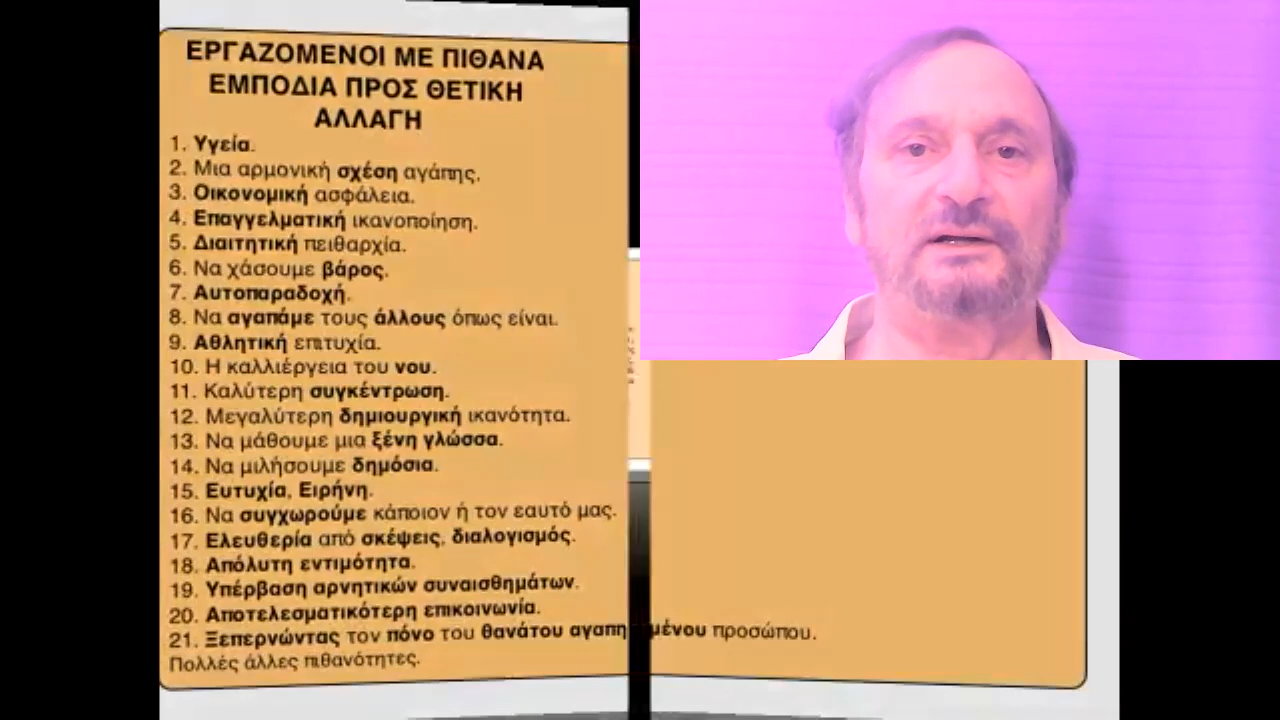 ΕΡΓΑΖΟΜΕΝΟΙ ΜΕ ΠΙΘΑΝΑ
ΕΜΠΟΔΙΑ ΠΡΟΣ ΘΕΤΙΚΗ
ΑΛΛΑΓΗ
1. Υγεία.
2. Μια αρμονική σχέση αγάπης.
3. Οικονομική ασφάλεια.
4. Επαγγελματική ικανοποίηση.
5. Διαιτητική πειθαρχία.
6. Να χάσουμε βάρος.
7. Αυτοπαραδοχή.
8. Να αγαπάμε τους άλλους όπως είναι.
9. Αθλητική επιτυχία.
10. Η καλλιέργεια του νου.
11. Καλύτερη συγκέντρωση.
12. Μεγαλύτερη δημιουργική ικανότητα.
13. Να μάθουμε μια ξένη γλώσσα.
14. Να μιλήσουμε δημόσια.
15. Ευτυχία, Ειρήνη.
16. Να συγχωρούμε κάποιον ή τον εαυτό μας.
17. Ελευθερία από σκέψεις, διαλογισμός.
18. Απόλυτη εντιμότητα.
19. Υπέρβαση αρνητικών συναισθημάτων.
20. Αποτελεσματικότερη επικοινωνία.
21. Ξεπερνώντας τον πόνο του θανάτου αγαπημένου προσώπου.
Πολλές άλλες πιθανότητες.